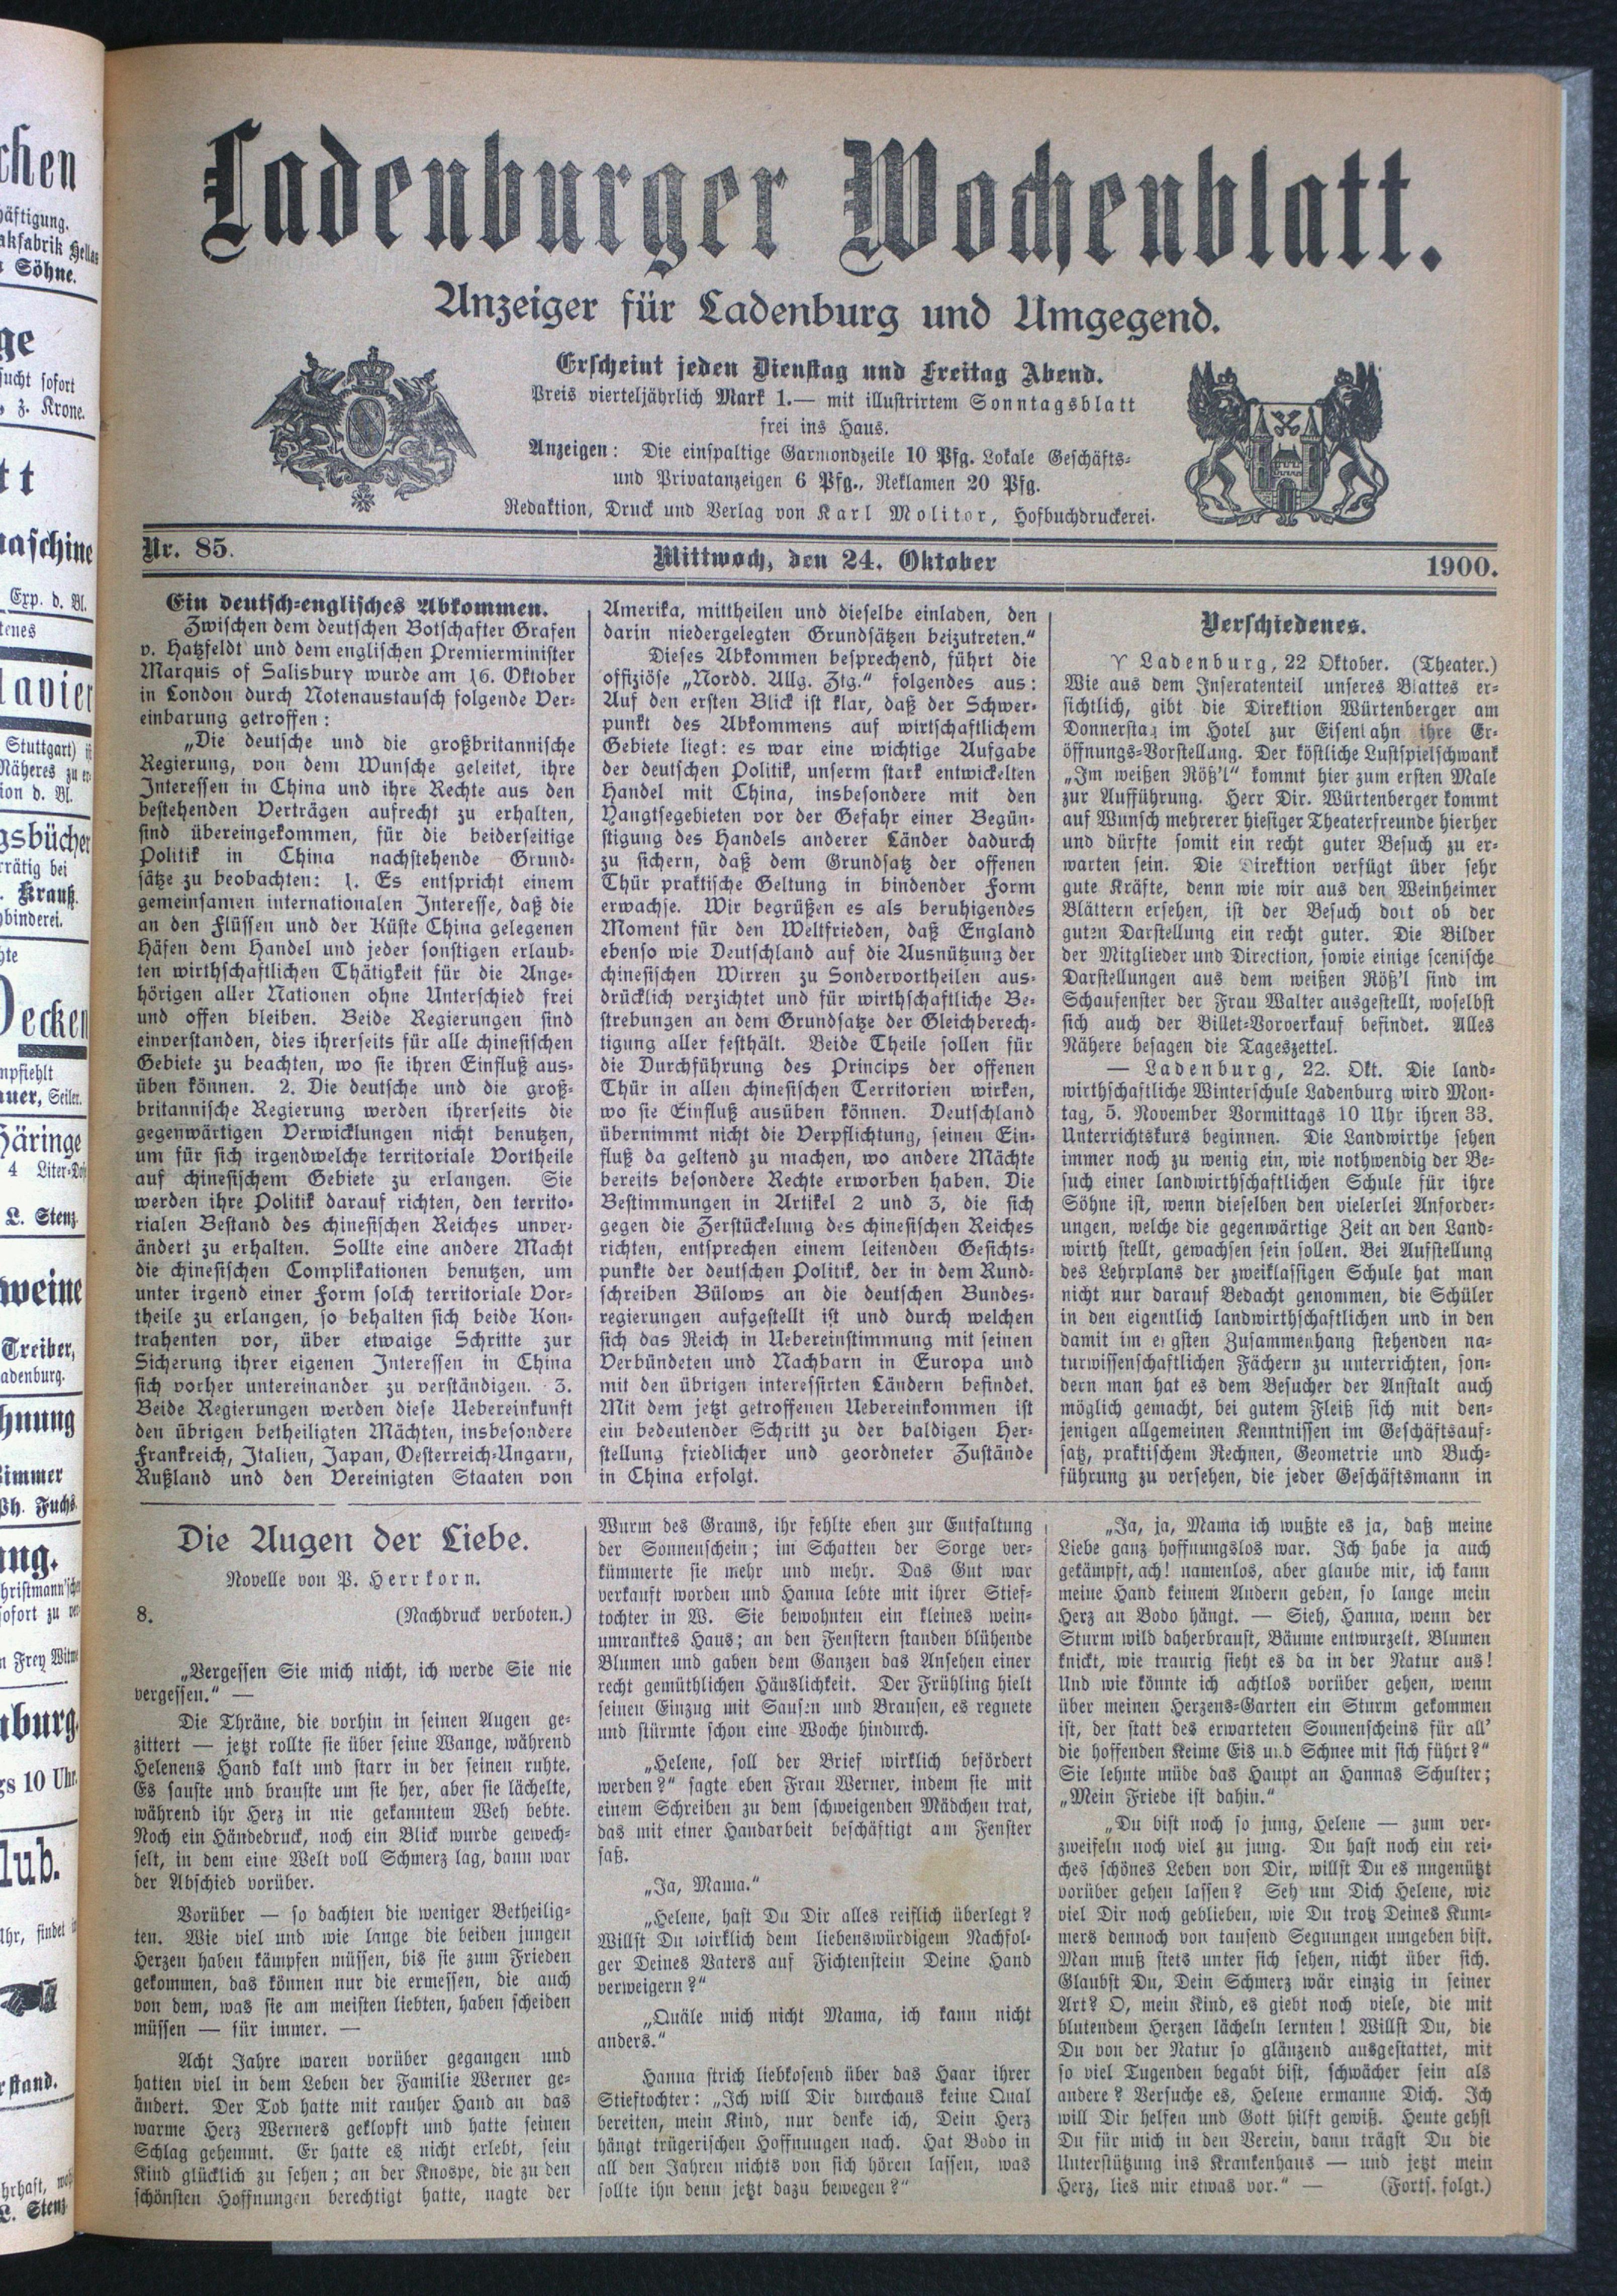 chen
häftigung.
akfabrik Hellas
Söhne.
ge
sucht sofort
z. Krone.
tt
naschine
Exp. d. Bl.
lavier
Stuttgart)
Näheres zu
ion d. Bl.
gsbücher
rrätig bei
Krauß.
hbinderei.
Decken
mpfiehlt
auer, Seiler.
Häringe
4 Liter-
L. Stenz.
weine
Treiber,
adenburg.
hnung
Zimmer
Ph. Fuchs.
ng.
sofort zu
Frey
nburg.
gs 10 Uhr.
lub.
Uhr, findet
rstand.
L. Stenz
Ladenburger Wochenblatt.
Anzeiger für Ladenburg und Umgegend.
Erscheint jeden Dienstag und Freitag Abend.
Preis vierteljährlich Mark 1.— mit illustrirtem Sonntagsblatt
frei ins Haus.
Anzeigen: Die einspaltige Garmondzeile 10 Pfg. Lokale Geschäfts-
und Privatanzeigen 6 Pfg., Reklamen 20 Pfg.
Redaktion, Druck und Verlag von Karl Molitor, Hofbuchdruckerei.
Nr. 85. Mittwoch, den 24. Oktober 1900.
Ein deutsch-englisches Abkommen.
Zwischen dem deutschen Botschafter Grafen
v. Hatzfeldt und dem englischen Premierminister
Marquis of Salisbury wurde am 16. Oktober
in London durch Notenaustausch folgende Ver-
einbarung getroffen:
„Die deutsche und die großbritannische
Regierung, von dem Wunsche geleitet, ihre
Interessen in China und ihre Rechte aus den
bestehenden Verträgen aufrecht zu erhalten,
sind übereingekommen, für die beiderseitige
Politik in China nachstehende Grund-
sätze zu beobachten: 1. Es entspricht einem
gemeinsamen internationalen Interesse, daß die
an den Flüssen und der Küste China gelegenen
Häfen dem Handel und jeder sonstigen erlaub-
ten wirthschaftlichen Thätigkeit für die Ange-
hörigen aller Nationen ohne Unterschied frei
und offen bleiben. Beide Regierungen sind
einverstanden, dies ihrerseits für alle chinesischen
Gebiete zu beachten, wo sie ihren Einfluß aus-
üben können. 2. Die deutsche und die groß-
britannische Regierung werden ihrerseits die
gegenwärtigen Verwicklungen nicht benutzen,
um für sich irgendwelche territoriale Vortheile
auf chinesischem Gebiete zu erlangen. Sie
werden ihre Politik darauf richten, den territo-
rialen Bestand des chinesischen Reiches unver-
ändert zu erhalten. Sollte eine andere Macht
die chinesischen Complikationen benutzen, um
unter irgend einer Form solch territoriale Vor-
theile zu erlangen, so behalten sich beide Kon-
trahenten vor, über etwaige Schritte zur
Sicherung ihrer eigenen Interessen in China
sich vorher untereinander zu verständigen. 3.
Beide Regierungen werden diese Uebereinkunft
den übrigen betheiligten Mächten, insbesondere
Frankreich, Italien, Japan, Oesterreich-Ungarn,
Rußland und den Vereinigten Staaten von
Amerika, mittheilen und dieselbe einladen, den
darin niedergelegten Grundsätzen beizutreten.“
Dieses Abkommen besprechend, führt die
offiziöse „Nordd. Allg. Ztg.“ folgendes aus:
Auf den ersten Blick ist klar, daß der Schwer-
punkt des Abkommens auf wirtschaftlichem
Gebiete liegt: es war eine wichtige Aufgabe
der deutschen Politik, unserm stark entwickelten
Handel mit China, insbesondere mit den
Yangtsegebieten vor der Gefahr einer Begün-
stigung des Handels anderer Länder dadurch
zu sichern, daß dem Grundsatz der offenen
Thür praktische Geltung in bindender Form
erwachse. Wir begrüßen es als beruhigendes
Moment für den Weltfrieden, daß England
ebenso wie Deutschland auf die Ausnützung der
chinesischen Wirren zu Sondervortheilen aus-
drücklich verzichtet und für wirthschaftliche Be-
strebungen an dem Grundsatze der Gleichberech-
tigung aller festhält. Beide Theile sollen für
die Durchführung des Princips der offenen
Thür in allen chinesischen Territorien wirken,
wo sie Einfluß ausüben können. Deutschland
übernimmt nicht die Verpflichtung, seinen Ein-
fluß da geltend zu machen, wo andere Mächte
bereits besondere Rechte erworben haben. Die
Bestimmungen in Artikel 2 und 3, die sich
gegen die Zerstückelung des chinesischen Reiches
richten, entsprechen einem leitenden Gesichts-
punkte der deutschen Politik, der in dem Rund-
schreiben Bülows an die deutschen Bundes-
regierungen aufgestellt ist und durch welchen
sich das Reich in Uebereinstimmung mit seinen
Verbündeten und Nachbarn in Europa und
mit den übrigen interessirten Ländern befindet.
Mit dem jetzt getroffenen Uebereinkommen ist
ein bedeutender Schritt zu der baldigen Her-
stellung friedlicher und geordneter Zustände
in China erfolgt.
Verschiedenes.
Ladenburg, 22 Oktober. (Theater.)
Wie aus dem Inseratenteil unseres Blattes er-
sichtlich, gibt die Direktion Würtenberger am
Donnerstag im Hotel zur Eisenbahn ihre Er-
öffnungs-Vorstellung. Der köstliche Lustspielschwank
„Im weißen Röß'l“ kommt hier zum ersten Male
zur Aufführung. Herr Dir. Würtenberger kommt
auf Wunsch mehrerer hiesiger Theaterfreunde hierher
und dürfte somit ein recht guter Besuch zu er-
warten sein. Die Direktion verfügt über sehr
gute Kräfte, denn wie wir aus den Weinheimer
Blättern ersehen, ist der Besuch dort ob der
guten Darstellung ein recht guter. Die Bilder
der Mitglieder und Direction, sowie einige scenische
Darstellungen aus dem weißen Röß'l sind im
Schaufenster der Frau Walter ausgestellt, woselbst
sich auch der Billet-Vorverkauf befindet. Alles
Nähere besagen die Tageszettel.
— Ladenburg, 22. Okt. Die land-
wirthschaftliche Winterschule Ladenburg wird Mon-
tag, 5. November Vormittags 10 Uhr ihren 33.
Unterrichtskurs beginnen. Die Landwirthe sehen
immer noch zu wenig ein, wie nothwendig der Be-
such einer landwirthschaftlichen Schule für ihre
Söhne ist, wenn dieselben den vielerlei Anforder-
ungen, welche die gegenwärtige Zeit an den Land-
wirth stellt, gewachsen sein sollen. Bei Aufstellung
des Lehrplans der zweiklassigen Schule hat man
nicht nur darauf Bedacht genommen, die Schüler
in den eigentlich landwirthschaftlichen und in den
damit im engsten Zusammenhang stehenden na-
turwissenschaftlichen Fächern zu unterrichten, son-
dern man hat es dem Besucher der Anstalt auch
möglich gemacht, bei gutem Fleiß sich mit den-
jenigen allgemeinen Kenntnissen im Geschäftsauf-
satz, praktischem Rechnen, Geometrie und Buch-
führung zu versehen, die jeder Geschäftsmann in
Die Augen der Liebe.
Novelle von P. Herrkorn.
8. (Nachdruck verboten.)
„Vergessen Sie mich nicht, ich werde Sie nie
vergessen.“ —
Die Thräne, die vorhin in seinen Augen ge-
zittert — jetzt rollte sie über seine Wange, während
Helenens Hand kalt und starr in der seinen ruhte.
Es sauste und brauste um sie her, aber sie lächelte,
während ihr Herz in nie gekanntem Weh bebte.
Noch ein Händedruck, noch ein Blick wurde gewech-
selt, in dem eine Welt voll Schmerz lag, dann war
der Abschied vorüber.
Vorüber — so dachten die weniger Betheilig-
ten. Wie viel und wie lange die beiden jungen
Herzen haben kämpfen müssen, bis sie zum Frieden
gekommen, das können nur die ermessen, die auch
von dem, was sie am meisten liebten, haben scheiden
müssen — für immer. —
Acht Jahre waren vorüber gegangen und
hatten viel in dem Leben der Familie Werner ge-
ändert. Der Tod hatte mit rauher Hand an das
warme Herz Werners geklopft und hatte seinen
Schlag gehemmt. Er hatte es nicht erlebt, sein
Kind glücklich zu sehen; an der Knospe, die zu den
schönsten Hoffnungen berechtigt hatte, nagte der
Wurm des Grams, ihr fehlte eben zur Entfaltung
der Sonnenschein; im Schatten der Sorge ver-
kümmerte sie mehr und mehr. Das Gut war
verkauft worden und Hanna lebte mit ihrer Stief-
tochter in W. Sie bewohnten ein kleines wein-
umranktes Haus; an den Fenstern standen blühende
Blumen und gaben dem Ganzen das Ansehen einer
recht gemüthlichen Häuslichkeit. Der Frühling hielt
seinen Einzug mit Sausen und Brausen, es regnete
und stürmte schon eine Woche hindurch.
„Helene, soll der Brief wirklich befördert
werden?“ sagte eben Frau Werner, indem sie mit
einem Schreiben zu dem schweigenden Mädchen trat,
das mit einer Handarbeit beschäftigt am Fenster
saß.
„Ja, Mama.“
„Helene, hast Du Dir alles reiflich überlegt?
Willst Du wirklich dem liebenswürdigem Nachfol-
ger Deines Vaters auf Fichtenstein Deine Hand
verweigern?“
„Quäle mich nicht Mama, ich kann nicht
anders.“
Hanna strich liebkosend über das Haar ihrer
Stieftochter: „Ich will Dir durchaus keine Qual
bereiten, mein Kind, nur denke ich, Dein Herz
hängt trügerischen Hoffnungen nach. Hat Bodo in
all den Jahren nichts von sich hören lassen, was
sollte ihn denn jetzt dazu bewegen?“
„Ja, ja, Mama ich wußte es ja, daß meine
Liebe ganz hoffnungslos war. Ich habe ja auch
gekämpft, ach! namenlos, aber glaube mir, ich kann
meine Hand keinem Andern geben, so lange mein
Herz an Bodo hängt. — Sieh, Hanna, wenn der
Sturm wild daherbraust, Bäume entwurzelt, Blumen
knickt, wie traurig sieht es da in der Natur aus!
Und wie könnte ich achtlos vorüber gehen, wenn
über meinen Herzens-Garten ein Sturm gekommen
ist, der statt des erwarteten Sonnenscheins für all'
die hoffenden Keime Eis und Schnee mit sich führt?“
Sie lehnte müde das Haupt an Hannas Schulter;
„Mein Friede ist dahin.“
„Du bist noch so jung, Helene — zum ver-
zweifeln noch viel zu jung. Du hast noch ein rei-
ches schönes Leben von Dir, willst Du es nngenützt
vorüber gehen lassen? Seh um Dich Helene, wie
viel Dir noch geblieben, wie Du trotz Deines Kum-
mers dennoch von tausend Segnungen umgeben bist.
Man muß stets unter sich sehen, nicht über sich.
Glaubst Du, Dein Schmerz wär einzig in seiner
Art? O, mein Kind, es giebt noch viele, die mit
blutendem Herzen lächeln lernten! Willst Du, die
Du von der Natur so glänzend ausgestattet, mit
so viel Tugenden begabt bist, schwächer sein als
andere? Versuche es, Helene ermanne Dich. Ich
will Dir helfen und Gott hilft gewiß. Heute gehst
Du für mich in den Verein, dann trägst Du die
Unterstützung ins Krankenhaus — und jetzt mein
Herz, lies mir etwas vor.“ — (Forts. folgt.)